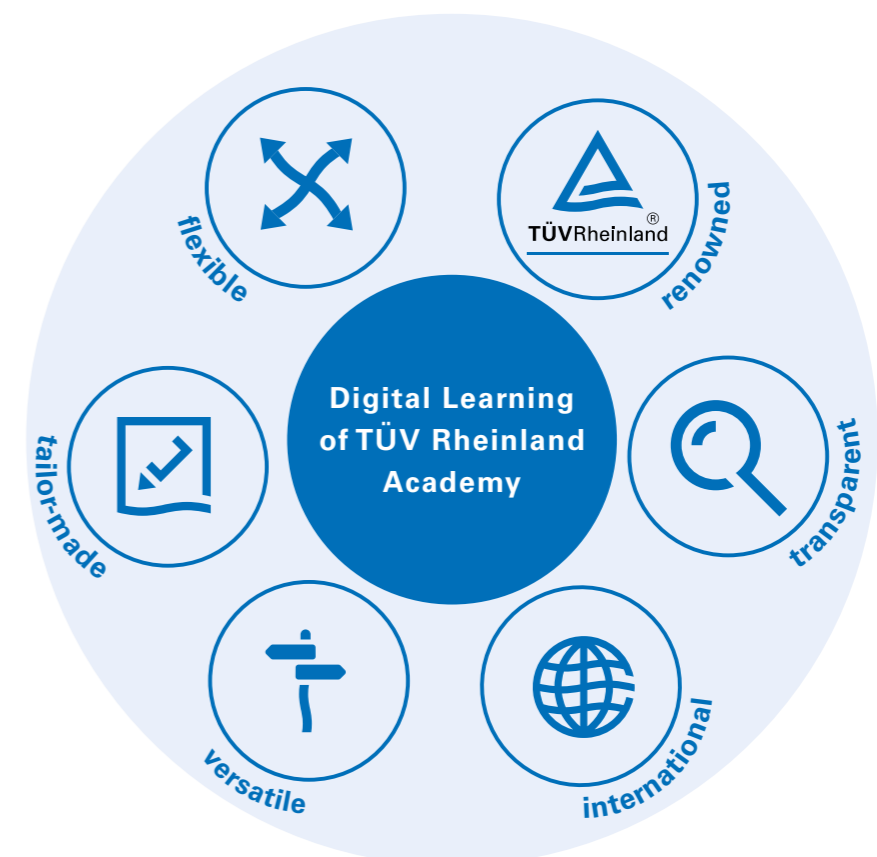 flexible
TÜVRheinland®
renowned
Digital Learning
of TÜV Rheinland
Academy
tailor-made
transparent
versatile
international